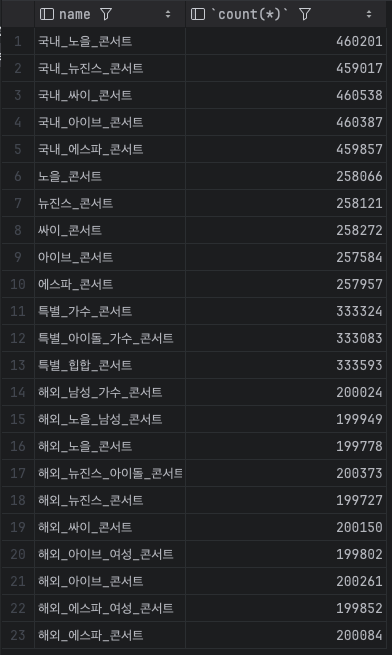 name `count(*)`
1 국내_노을_콘서트 460201
2 국내_뉴진스_콘서트 459017
3 국내_싸이_콘서트 460538
4 국내_아이브_콘서트 460387
5 국내_에스파_콘서트 459857
6 노을_콘서트 258066
7 뉴진스_콘서트 258121
8 싸이_콘서트 258272
9 아이브_콘서트 257584
10 에스파_콘서트 257957
11 특별_가수_콘서트 333324
12 특별_아이돌_가수_콘서트 333083
13 특별_힙합_콘서트 333593
14 해외_남성_가수_콘서트 200024
15 해외_노을_남성_콘서트 199949
16 해외_노을_콘서트 199778
17 해외_뉴진스_아이돌_콘서트 200373
18 해외_뉴진스_콘서트 199727
19 해외_싸이_콘서트 200150
20 해외_아이브_여성_콘서트 199802
21 해외_아이브_콘서트 200261
22 해외_에스파_여성_콘서트 199852
23 해외_에스파_콘서트 200084